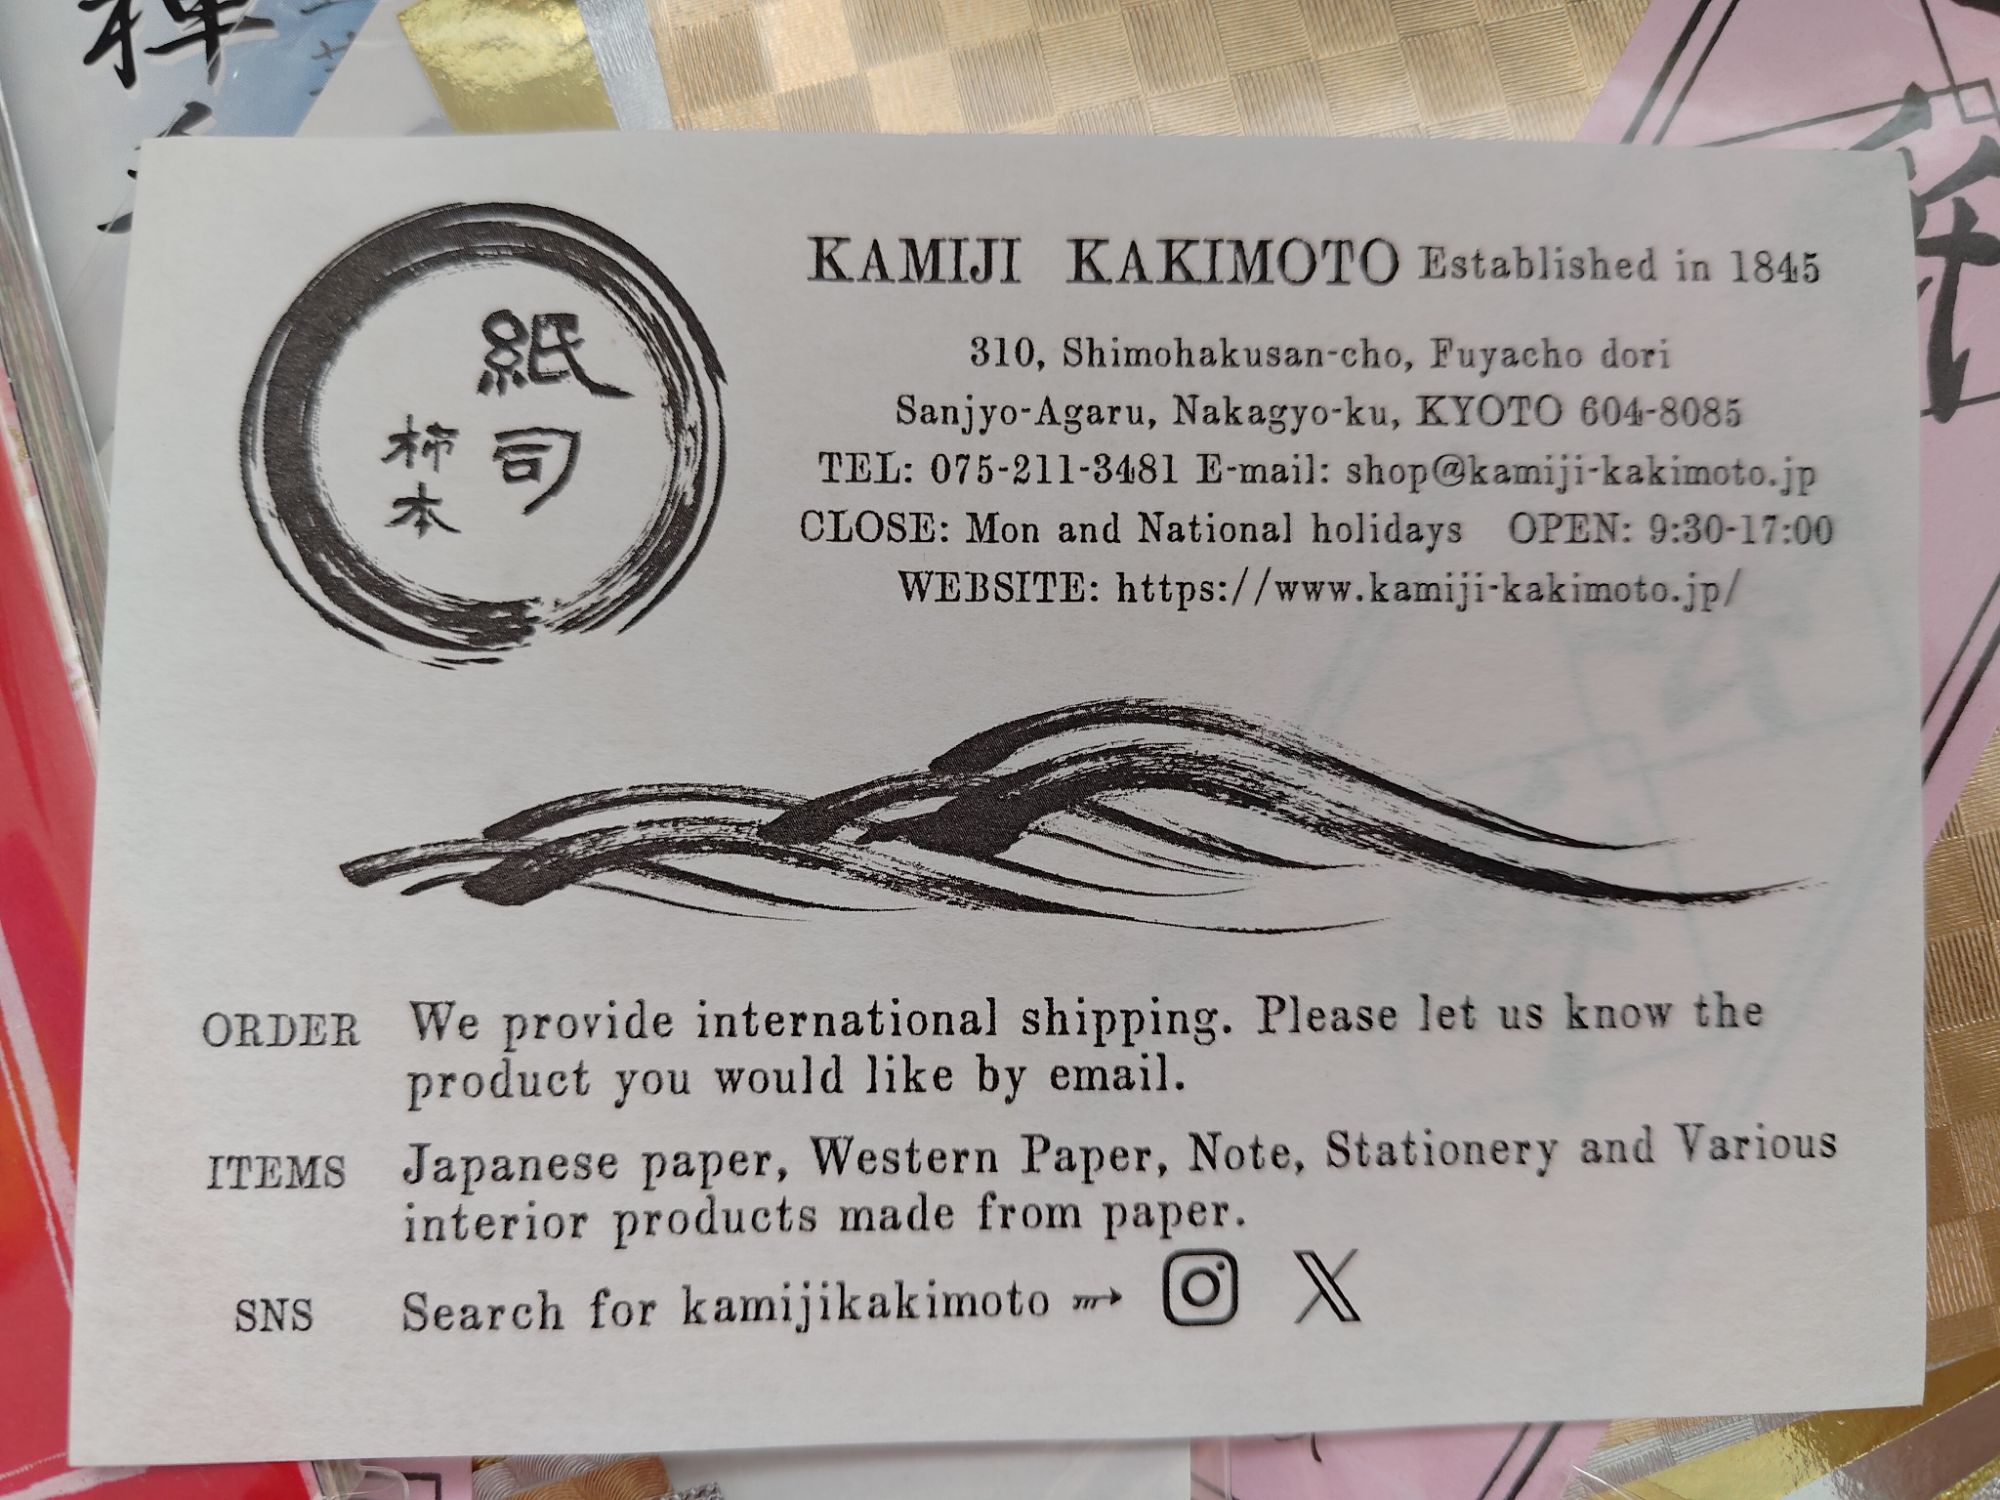 紙司
柿本
KAMIJI KAKIMOTO Established in 1845
310, Shimohakusan-cho, Fuyacho dori
Sanjyo-Agaru, Nakagyo-ku, KYOTO 604-8085
TEL: 075-211-3481 E-mail: shop@kamiji-kakimoto.jp
CLOSE: Mon and National holidays OPEN: 9:30-17:00
WEBSITE: https://www.kamiji-kakimoto.jp/
ORDER We provide international shipping. Please let us know the
product you would like by email.
ITEMS Japanese paper, Western Paper, Note, Stationery and Various
interior products made from paper.
SNS Search for kamijikakimoto